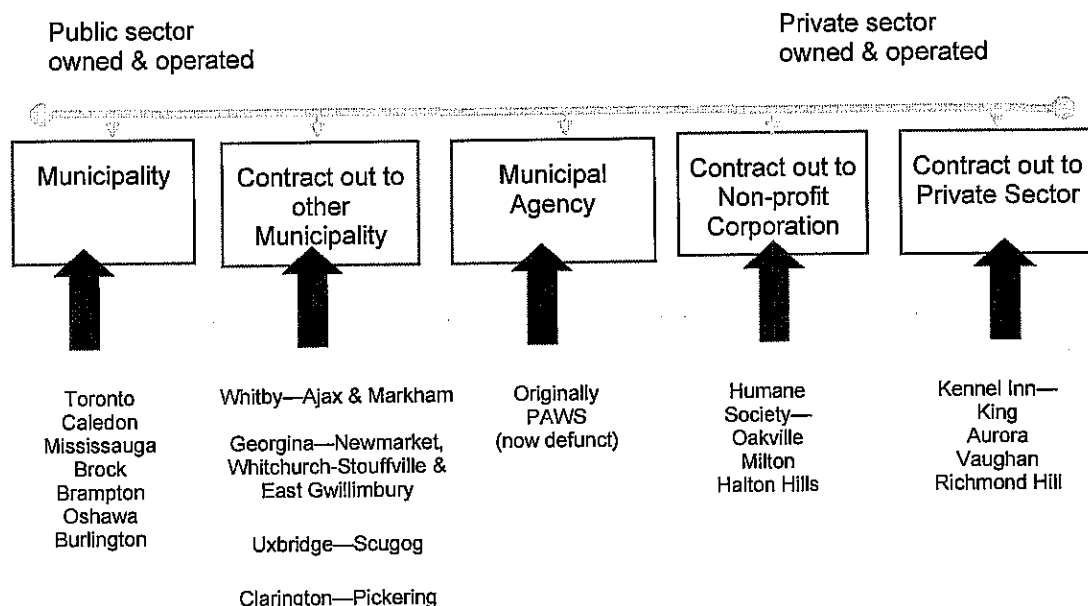 Public sector
owned & operated
Private sector
owned & operated
Municipality
Contract out to
other
Municipality
Municipal
Agency
Contract out to
Non-profit
Corporation
Contract out to
Private Sector
Toronto
Caledon
Mississauga
Brock
Brampton
Oshawa
Burlington
Whitby—Ajax & Markham
Georgina—Newmarket,
Whitchurch-Stouffville &
East Gwillimbury
Uxbridge—Scugog
Clarington—Pickering
Originally
PAWS
(now defunct)
Humane
Society—
Oakville
Milton
Halton Hills
Kennel Inn—
King
Aurora
Vaughan
Richmond Hill